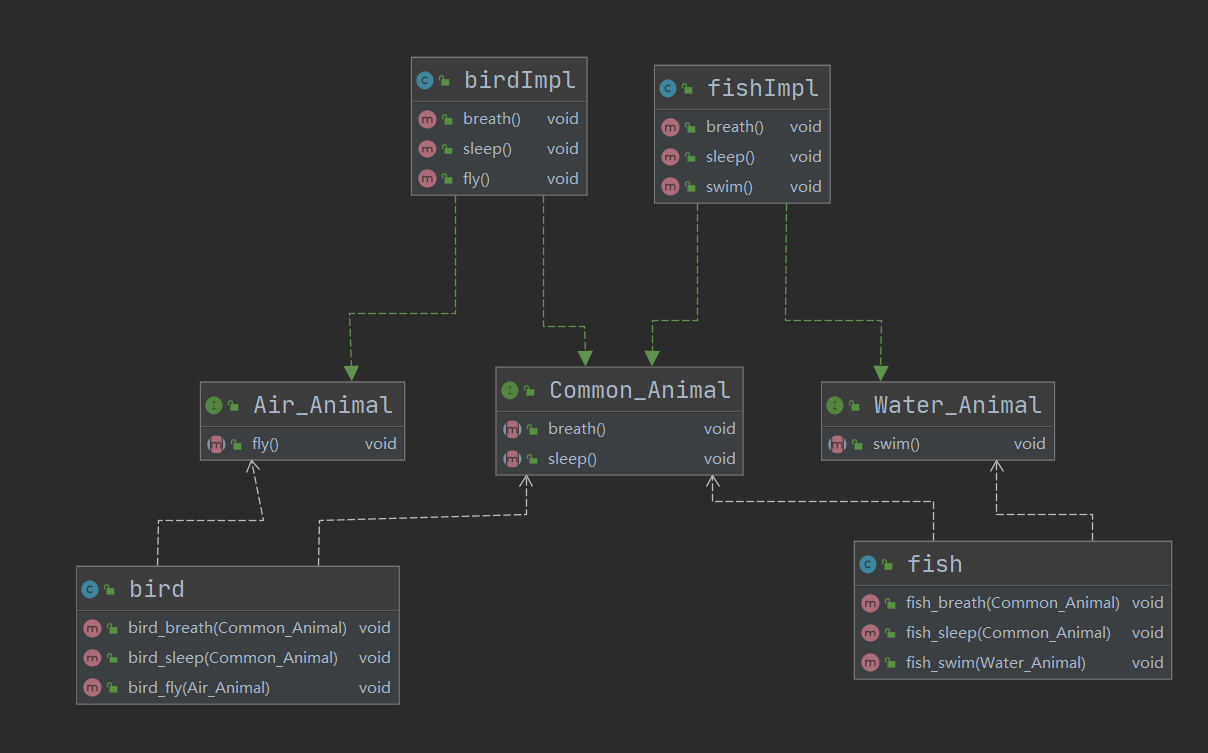 birdImpl
breath() void
sleep() void
fly() void
fishImpl
breath() void
sleep() void
swim() void
Air_Animal
fly() void
Common_Animal
breath() void
sleep() void
Water_Animal
swim() void
bird
bird_breath(Common_Animal) void
bird_sleep(Common_Animal) void
bird_fly(Air_Animal) void
fish
fish_breath(Common_Animal) void
fish_sleep(Common_Animal) void
fish_swim(Water_Animal) void